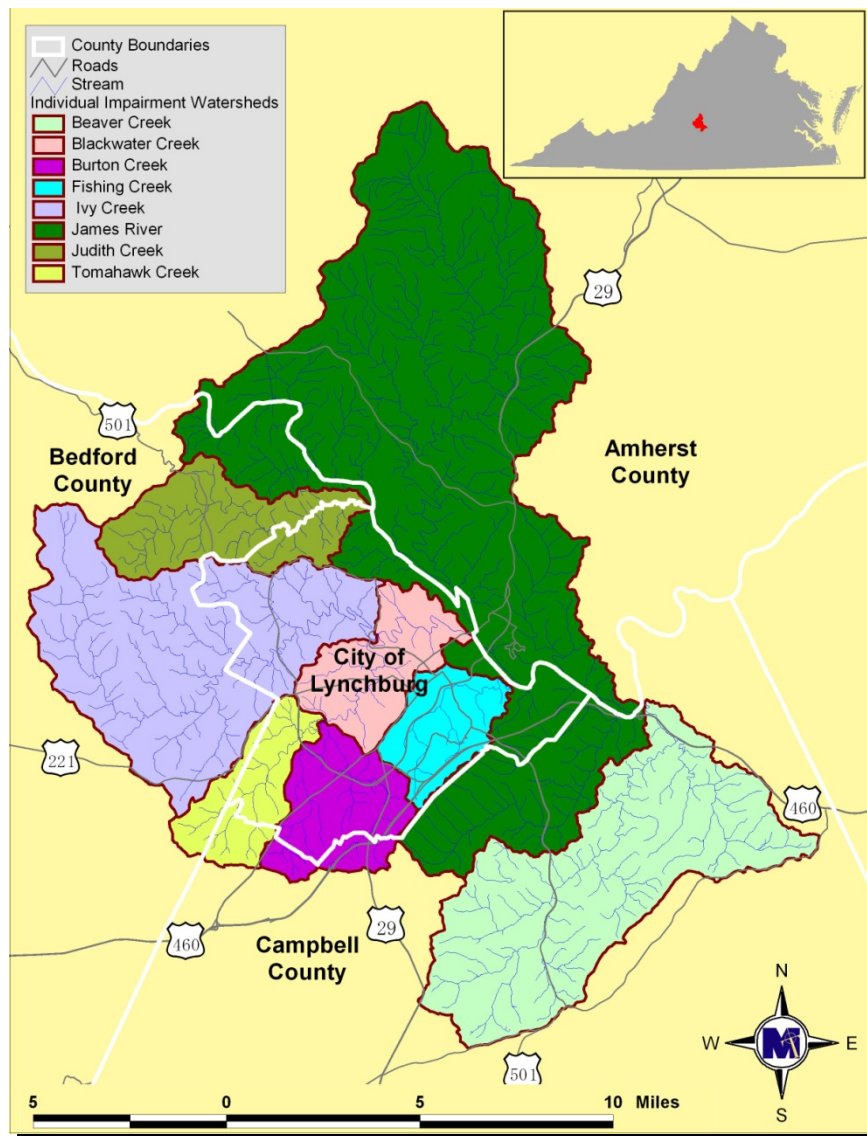 County Boundaries
Roads
Stream
Individual Impairment Watersheds
Beaver Creek
Blackwater Creek
Burton Creek
Fishing Creek
Ivy Creek
James River
Judith Creek
Tomahawk Creek
29
501
Bedford
County
Amherst
County
City of
Lynchburg
221
460
460
29
Campbell
County
501
N
W
M
E
S
5
0
5
10
Miles